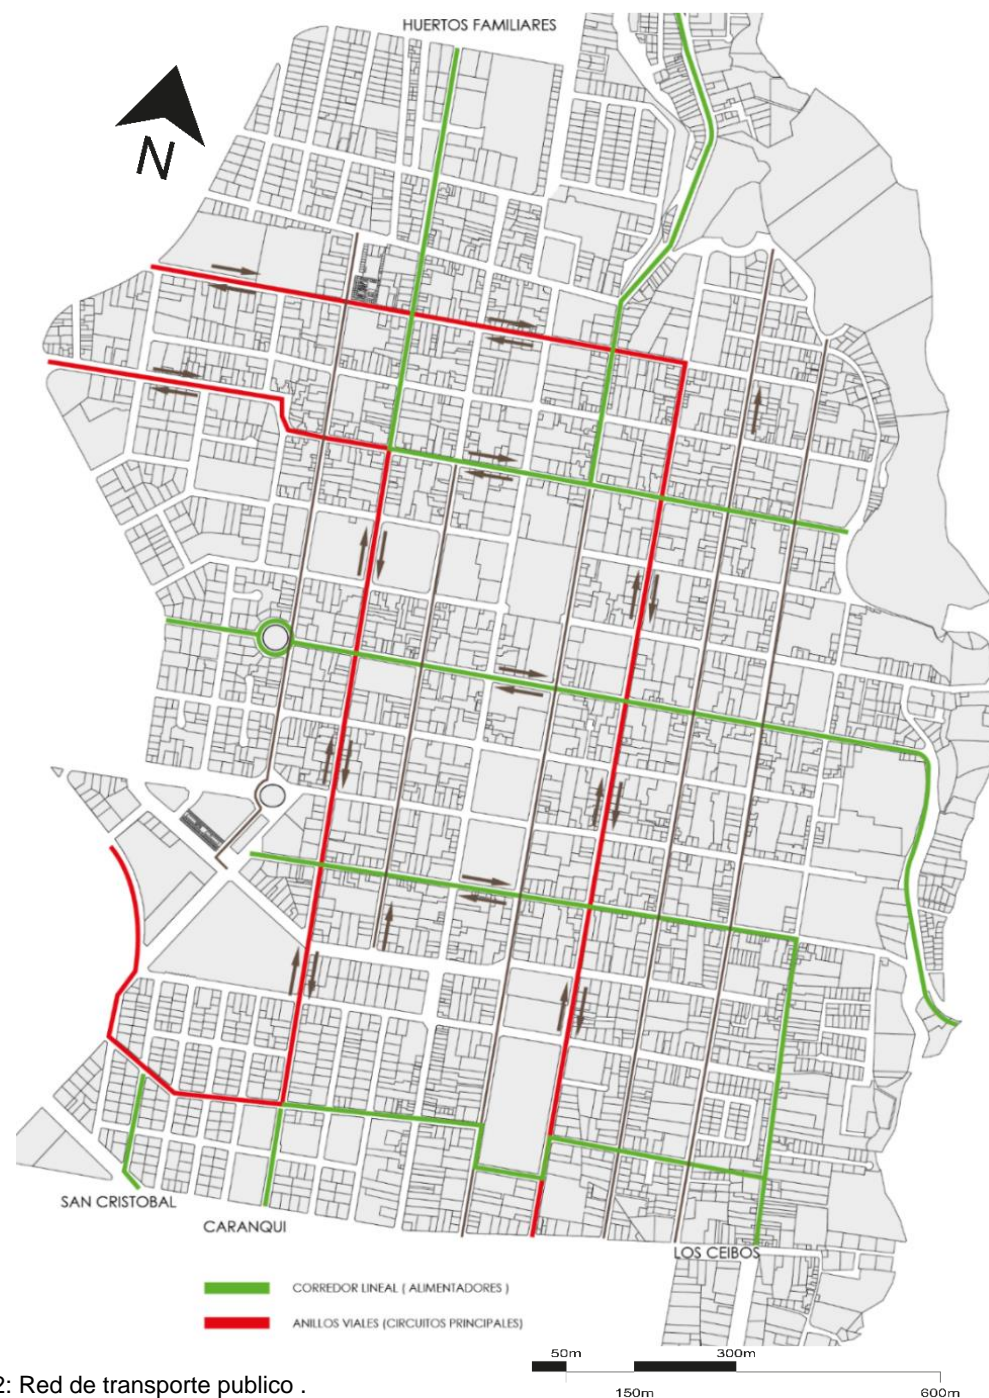 HUERTOS FAMILIARES
N
SAN CRISTOBAL
CARANQUI
LOS CEIBOS
CORREDOR LINEAL ( ALIMENTADORES )
ANILLOS VIALES (CIRCUITOS PRINCIPALES)
50m 300m
150m 600m
2: Red de transporte publico .